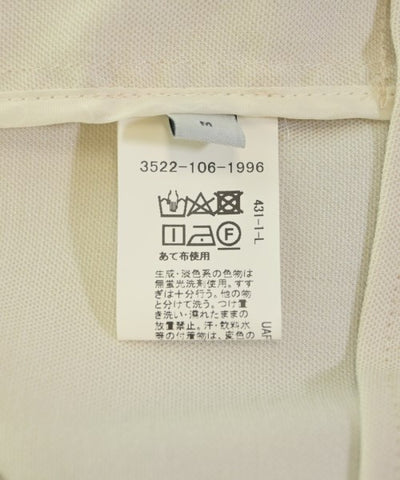 3522-106-1996
431-1-L
F
あて布使用
生成・淡色系の色物は
無蛍光洗剤使用。すす
ぎは十分行う。他の物
と分けて洗う。つけ置
き洗い・濡れたままの
放置禁止。汗・飲料水
等の付着物は、変色の